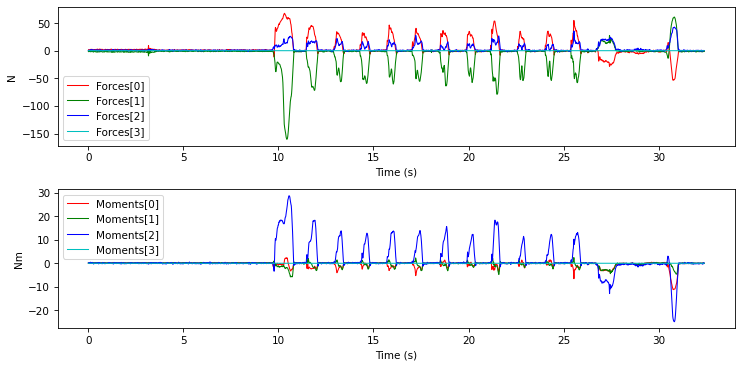 50
0
−50
−100
−150
N
Forces[0]
Forces[1]
Forces[2]
Forces[3]
0 5 10 15 20 25 30
Time (s)
30
20
10
0
−10
−20
Nm
Moments[0]
Moments[1]
Moments[2]
Moments[3]
0 5 10 15 20 25 30
Time (s)